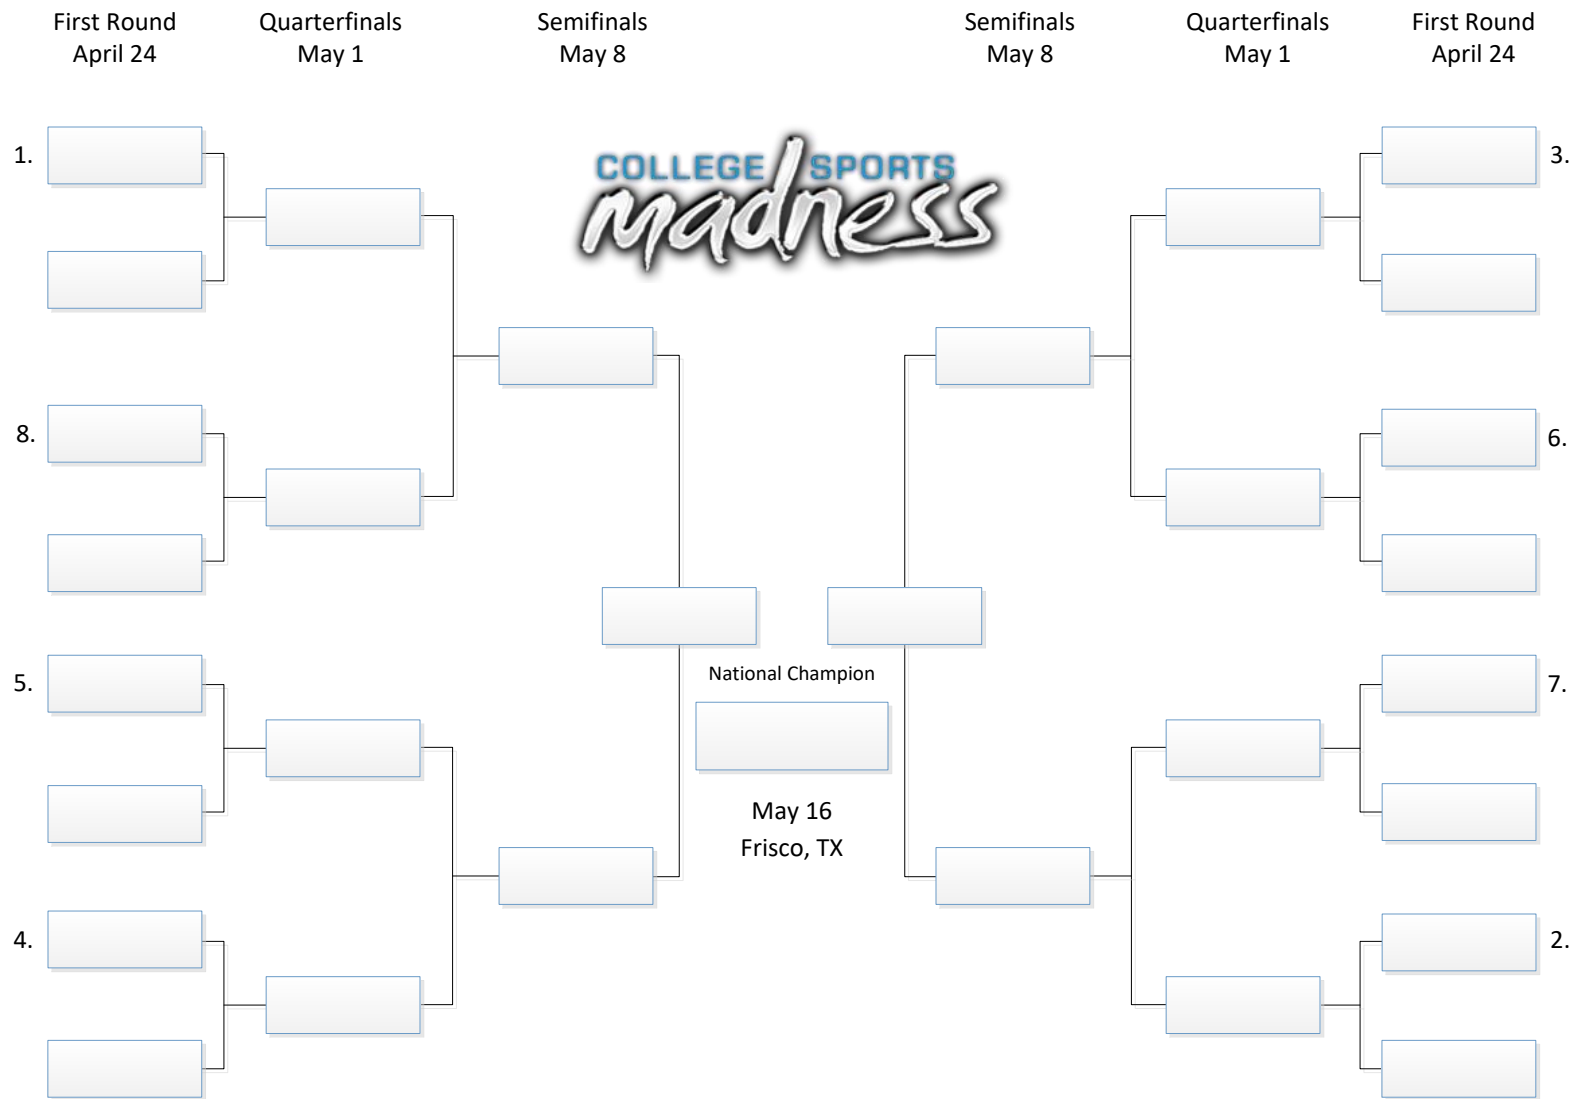 First Round
April 24
Quarterfinals
May 1
Semifinals
May 8
Semifinals
May 8
Quarterfinals
May 1
First Round
April 24
COLLEGE SPORTS
madness
1.
3.
8.
6.
5.
7.
National Champion
May 16
Frisco, TX
4.
2.